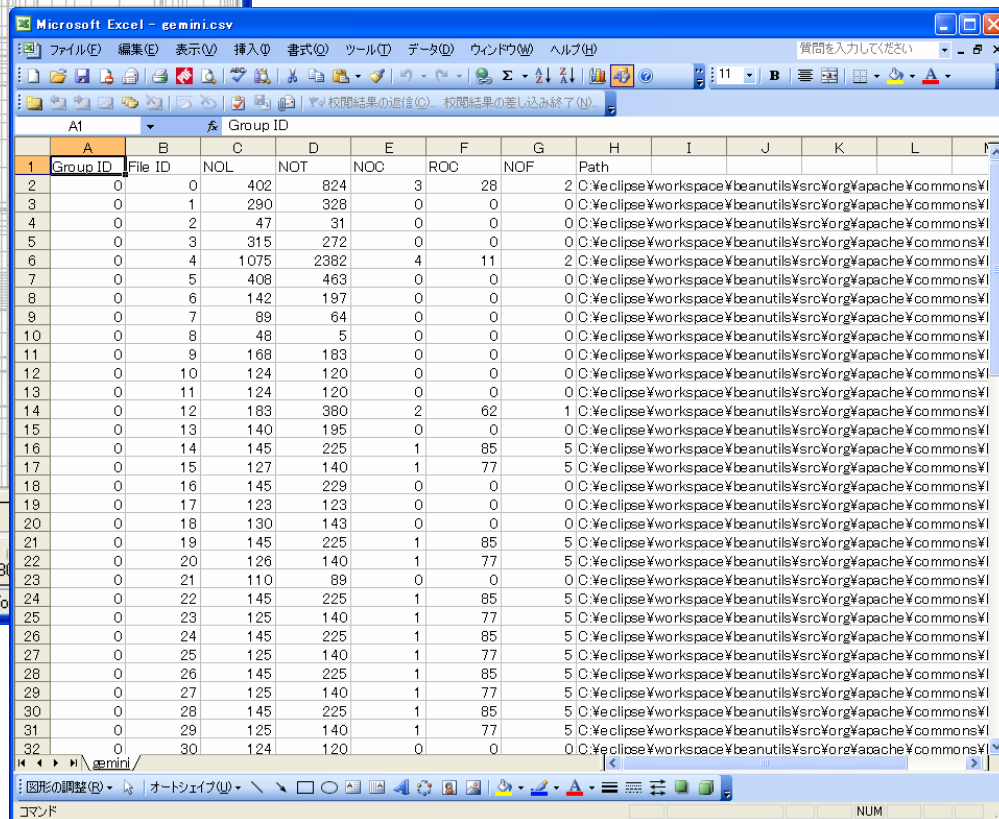 Microsoft Excel - gemini.csv
ファイル(F) 編集(E) 表示(V) 挿入(I) 書式(O) ツール(T) データ(D) ウィンドウ(W) ヘルプ(H) 質問を入力してください
11 B A
校閲結果の返信(C)... 校閲結果の差し込み終了(N)...
A1 fx Group ID
A B C D E F G H I J K L
1 Group ID File ID NOL NOT NOC ROC NOF Path
2 0 0 402 824 3 28 2 C:¥eclipse¥workspace¥beanutils¥src¥org¥apache¥commons¥
3 0 1 290 328 0 0 0 C:¥eclipse¥workspace¥beanutils¥src¥org¥apache¥commons¥
4 0 2 47 31 0 0 0 C:¥eclipse¥workspace¥beanutils¥src¥org¥apache¥commons¥
5 0 3 315 272 0 0 0 C:¥eclipse¥workspace¥beanutils¥src¥org¥apache¥commons¥
6 0 4 1075 2382 4 11 2 C:¥eclipse¥workspace¥beanutils¥src¥org¥apache¥commons¥
7 0 5 408 463 0 0 0 C:¥eclipse¥workspace¥beanutils¥src¥org¥apache¥commons¥
8 0 6 142 197 0 0 0 C:¥eclipse¥workspace¥beanutils¥src¥org¥apache¥commons¥
9 0 7 89 64 0 0 0 C:¥eclipse¥workspace¥beanutils¥src¥org¥apache¥commons¥
10 0 8 48 5 0 0 0 C:¥eclipse¥workspace¥beanutils¥src¥org¥apache¥commons¥
11 0 9 168 183 0 0 0 C:¥eclipse¥workspace¥beanutils¥src¥org¥apache¥commons¥
12 0 10 124 120 0 0 0 C:¥eclipse¥workspace¥beanutils¥src¥org¥apache¥commons¥
13 0 11 124 120 0 0 0 C:¥eclipse¥workspace¥beanutils¥src¥org¥apache¥commons¥
14 0 12 183 380 2 62 1 C:¥eclipse¥workspace¥beanutils¥src¥org¥apache¥commons¥
15 0 13 140 195 0 0 0 C:¥eclipse¥workspace¥beanutils¥src¥org¥apache¥commons¥
16 0 14 145 225 1 85 5 C:¥eclipse¥workspace¥beanutils¥src¥org¥apache¥commons¥
17 0 15 127 140 1 77 5 C:¥eclipse¥workspace¥beanutils¥src¥org¥apache¥commons¥
18 0 16 145 229 0 0 0 C:¥eclipse¥workspace¥beanutils¥src¥org¥apache¥commons¥
19 0 17 123 123 0 0 0 C:¥eclipse¥workspace¥beanutils¥src¥org¥apache¥commons¥
20 0 18 130 143 0 0 0 C:¥eclipse¥workspace¥beanutils¥src¥org¥apache¥commons¥
21 0 19 145 225 1 85 5 C:¥eclipse¥workspace¥beanutils¥src¥org¥apache¥commons¥
22 0 20 126 140 1 77 5 C:¥eclipse¥workspace¥beanutils¥src¥org¥apache¥commons¥
23 0 21 110 89 0 0 0 C:¥eclipse¥workspace¥beanutils¥src¥org¥apache¥commons¥
24 0 22 145 225 1 85 5 C:¥eclipse¥workspace¥beanutils¥src¥org¥apache¥commons¥
25 0 23 125 140 1 77 5 C:¥eclipse¥workspace¥beanutils¥src¥org¥apache¥commons¥
26 0 24 145 225 1 85 5 C:¥eclipse¥workspace¥beanutils¥src¥org¥apache¥commons¥
27 0 25 125 140 1 77 5 C:¥eclipse¥workspace¥beanutils¥src¥org¥apache¥commons¥
28 0 26 145 225 1 85 5 C:¥eclipse¥workspace¥beanutils¥src¥org¥apache¥commons¥
29 0 27 125 140 1 77 5 C:¥eclipse¥workspace¥beanutils¥src¥org¥apache¥commons¥
30 0 28 145 225 1 85 5 C:¥eclipse¥workspace¥beanutils¥src¥org¥apache¥commons¥
31 0 29 125 140 1 77 5 C:¥eclipse¥workspace¥beanutils¥src¥org¥apache¥commons¥
32 0 30 124 120 0 0 0 C:¥eclipse¥workspace¥beanutils¥src¥org¥apache¥commons¥
gemini
図形の調整(R) オートシェイプ(U) A A
コマンド NUM